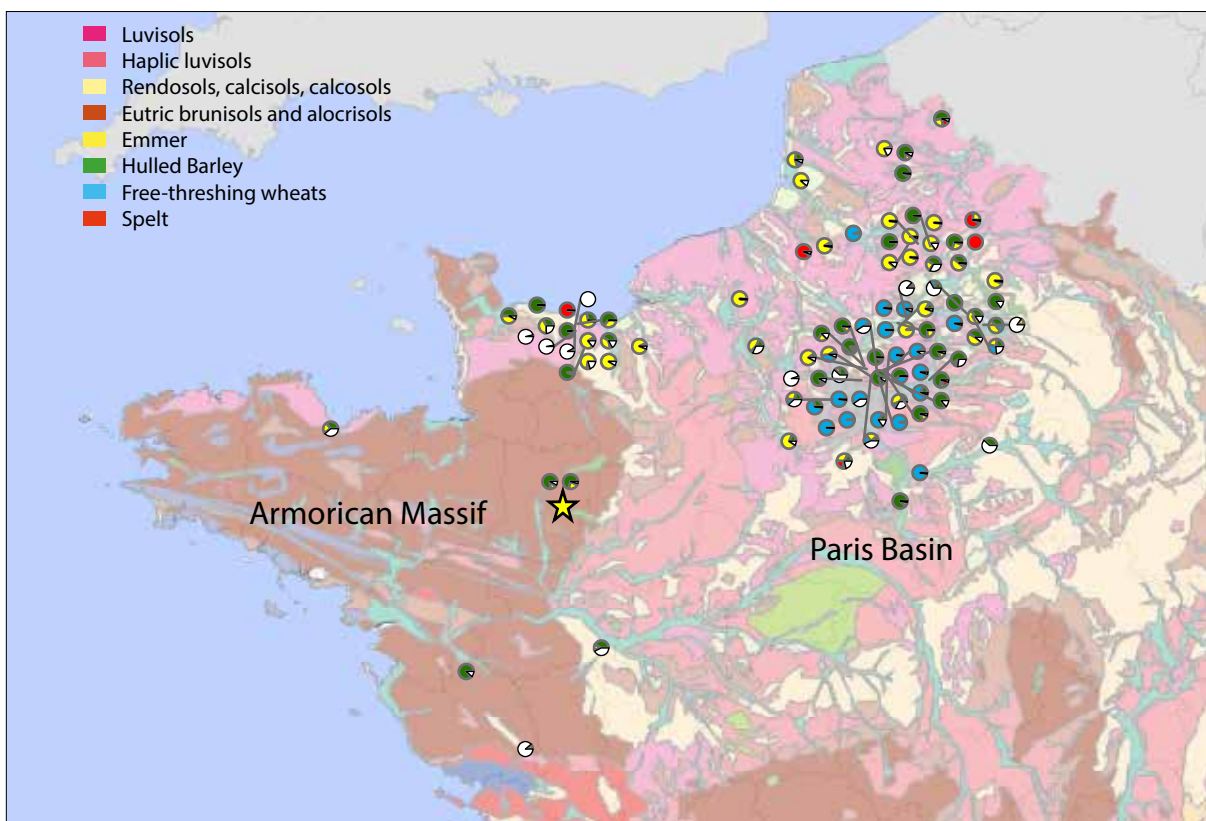 Luvisols
Haplic luvisols
Rendosols, calcisols, calcosols
Eutric brunisols and alocrisols
Emmer
Hulled Barley
Free-threshing wheats
Spelt
Armorican Massif
Paris Basin